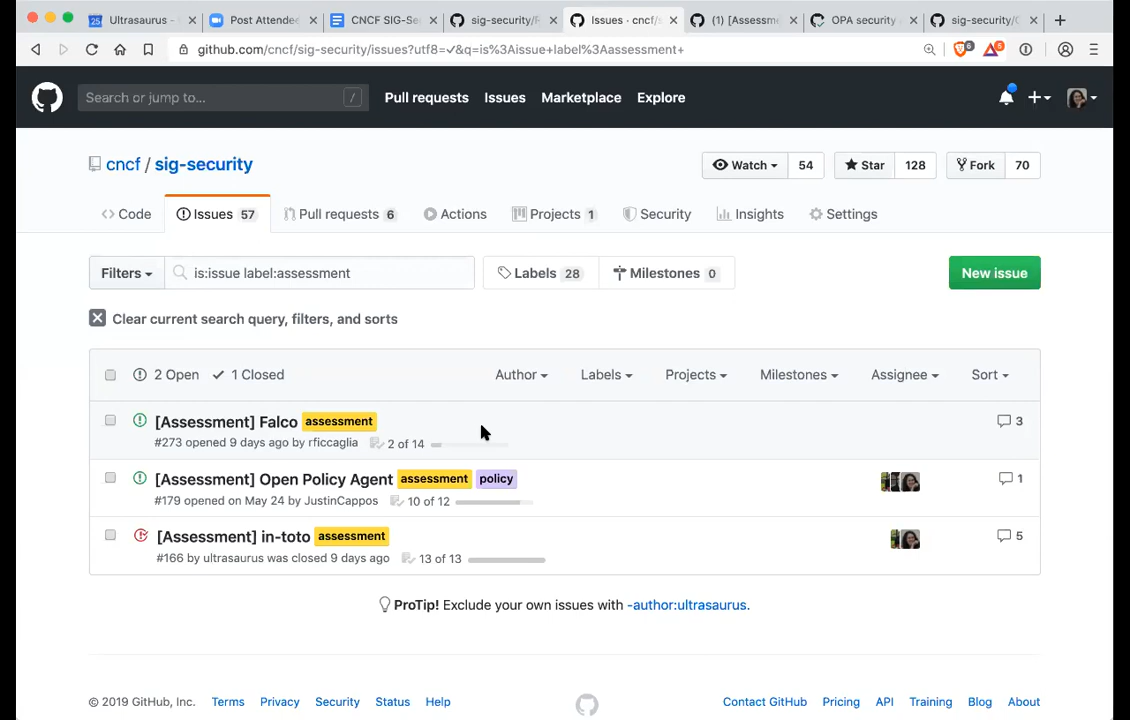 Ultrasaurus -
Post Attended
CNCF SIG-Se
sig-security/
Issues · cncf/s
(1) [Assessm
OPA security
sig-security/
github.com/cncf/sig-security/issues?utf8=✓&q=is%3Aissue+label%3Aassessment+
6
5
Search or jump to...
/
Pull requests
Issues
Marketplace
Explore
cncf / sig-security
Watch
54
Star
128
Fork
70
Code
Issues 57
Pull requests 6
Actions
Projects 1
Security
Insights
Settings
Filters
is:issue label:assessment
Labels 28
Milestones 0
New issue
Clear current search query, filters, and sorts
2 Open
1 Closed
Author
Labels
Projects
Milestones
Assignee
Sort
[Assessment] Falco assessment
3
#273 opened 9 days ago by rficcaglia 2 of 14
[Assessment] Open Policy Agent assessment policy
1
#179 opened on May 24 by JustinCappos 10 of 12
[Assessment] in-toto assessment
5
#166 by ultrasaurus was closed 9 days ago 13 of 13
ProTip! Exclude your own issues with -author:ultrasaurus.
© 2019 GitHub, Inc.
Terms
Privacy
Security
Status
Help
Contact GitHub
Pricing
API
Training
Blog
About